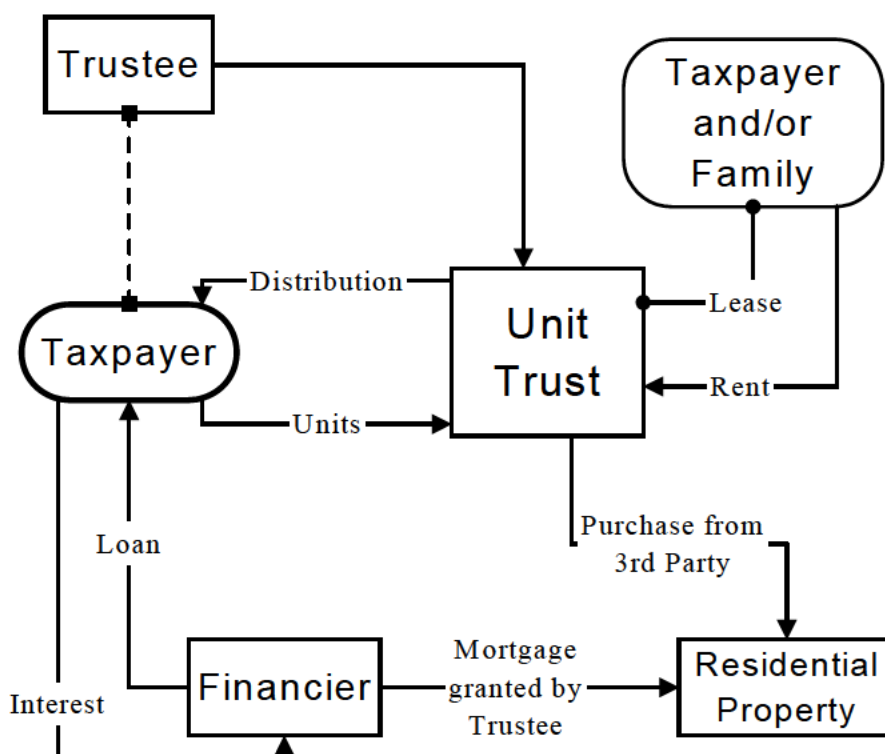 Trustee
Taxpayer
and/or
Family
Distribution
Unit
Trust
Lease
Taxpayer
Rent
Units
Purchase from
3rd Party
Loan
Mortgage
granted by
Trustee
Financier
Residential
Property
Interest